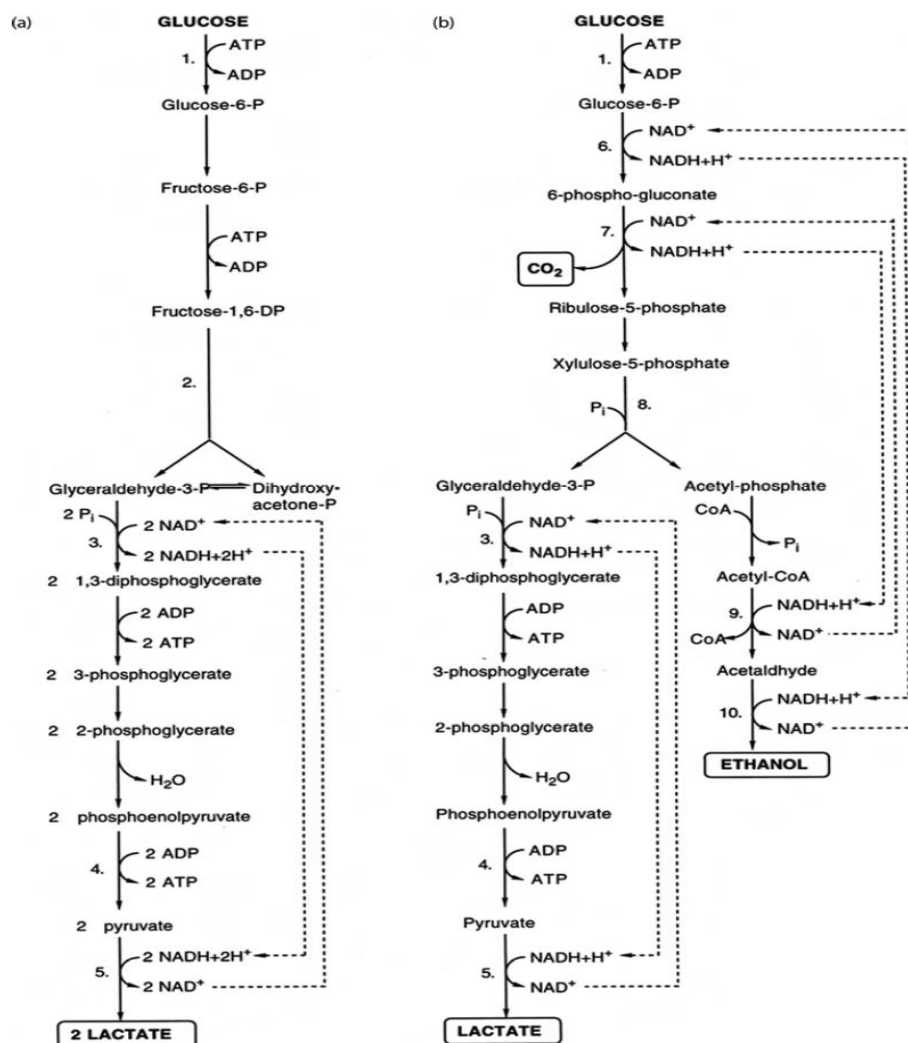 (a)
GLUCOSE
1.
ATP
ADP
Glucose-6-P
Fructose-6-P
ATP
ADP
Fructose-1,6-DP
2.
Glyceraldehyde-3-P
Dihydroxy-
acetone-P
2 Pi
3.
2 NAD⁺
2 NADH+2H⁺
2 1,3-diphosphoglycerate
2 ADP
2 ATP
2 3-phosphoglycerate
2 2-phosphoglycerate
H₂O
2 phosphoenolpyruvate
4.
2 ADP
2 ATP
2 pyruvate
5.
2 NADH+2H⁺
2 NAD⁺
2 LACTATE
(b)
GLUCOSE
1.
ATP
ADP
Glucose-6-P
6.
NAD⁺
NADH+H⁺
6-phospho-gluconate
7.
NAD⁺
NADH+H⁺
CO₂
Ribulose-5-phosphate
Xylulose-5-phosphate
Pi
8.
Glyceraldehyde-3-P
Pi
3.
NAD⁺
NADH+H⁺
1,3-diphosphoglycerate
ADP
ATP
3-phosphoglycerate
2-phosphoglycerate
H₂O
Phosphoenolpyruvate
4.
ADP
ATP
Pyruvate
5.
NADH+H⁺
NAD⁺
LACTATE
Acetyl-phosphate
CoA
Pi
Acetyl-CoA
9.
NADH+H⁺
CoA
NAD⁺
Acetaldhyde
10.
NADH+H⁺
NAD⁺
ETHANOL